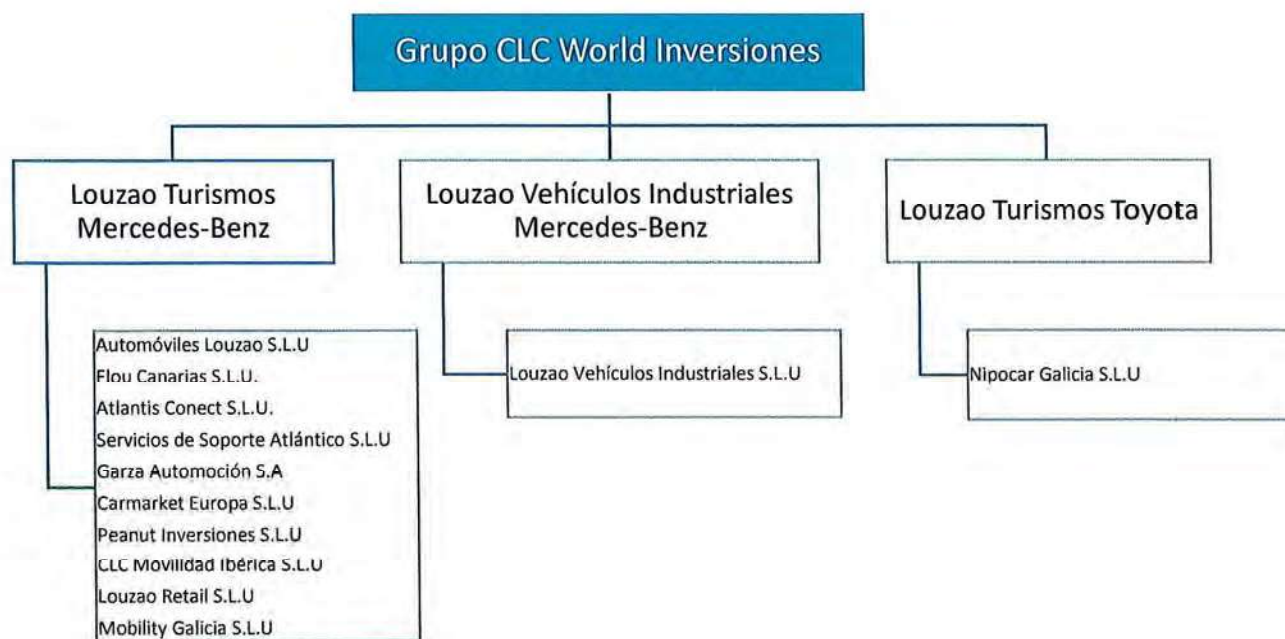 Grupo CLC World Inversiones
Louzao Turismos
Mercedes-Benz
Louzao Vehículos Industriales
Mercedes-Benz
Louzao Turismos Toyota
Automóviles Louzao S.L.U
Flou Canarias S.L.U.
Atlantis Conect S.L.U.
Servicios de Soporte Atlántico S.L.U
Garza Automoción S.A
Carmarket Europa S.L.U
Peanut Inversiones S.L.U
CLC Movilidad Ibérica S.L.U
Louzao Retail S.L.U
Mobility Galicia S.L.U
Louzao Vehículos Industriales S.L.U
Nipocar Galicia S.L.U